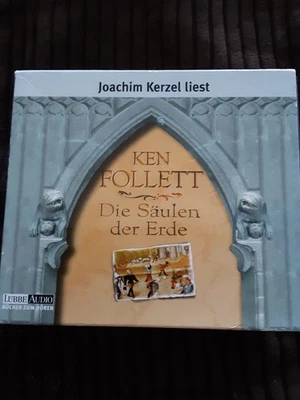 Joachim Kerzel liest
KEN
FOLLETT
Die Säulen
der Erde
LÜBBE AUDIO
BÜCHER ZUM HÖREN